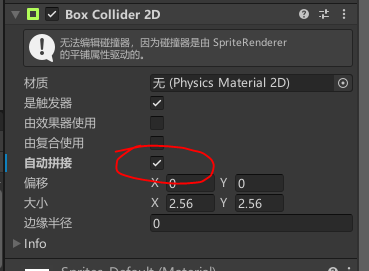 Box Collider 2D
无法编辑碰撞器，因为碰撞器是由 SpriteRenderer
的平铺属性驱动的。
材质 无 (Physics Material 2D)
是触发器
由效果器使用
由复合使用
自动拼接
偏移 X 0 Y 0
大小 X 2.56 Y 2.56
边缘半径 0
Info
Sprites-Default (Material)